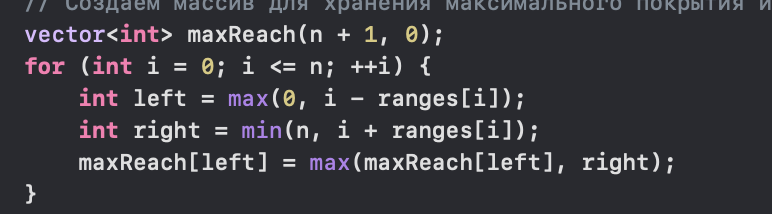 // Создаем массив для хранения максимального покрытия и
vector<int> maxReach(n + 1, 0);
for (int i = 0; i <= n; ++i) {
    int left = max(0, i - ranges[i]);
    int right = min(n, i + ranges[i]);
    maxReach[left] = max(maxReach[left], right);
}